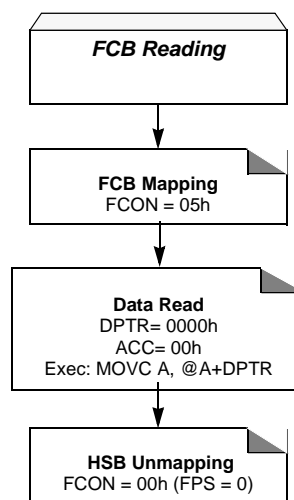 FCB Reading
FCB Mapping
FCON = 05h
Data Read
DPTR= 0000h
ACC= 00h
Exec: MOVC A, @A+DPTR
HSB Unmapping
FCON = 00h (FPS = 0)